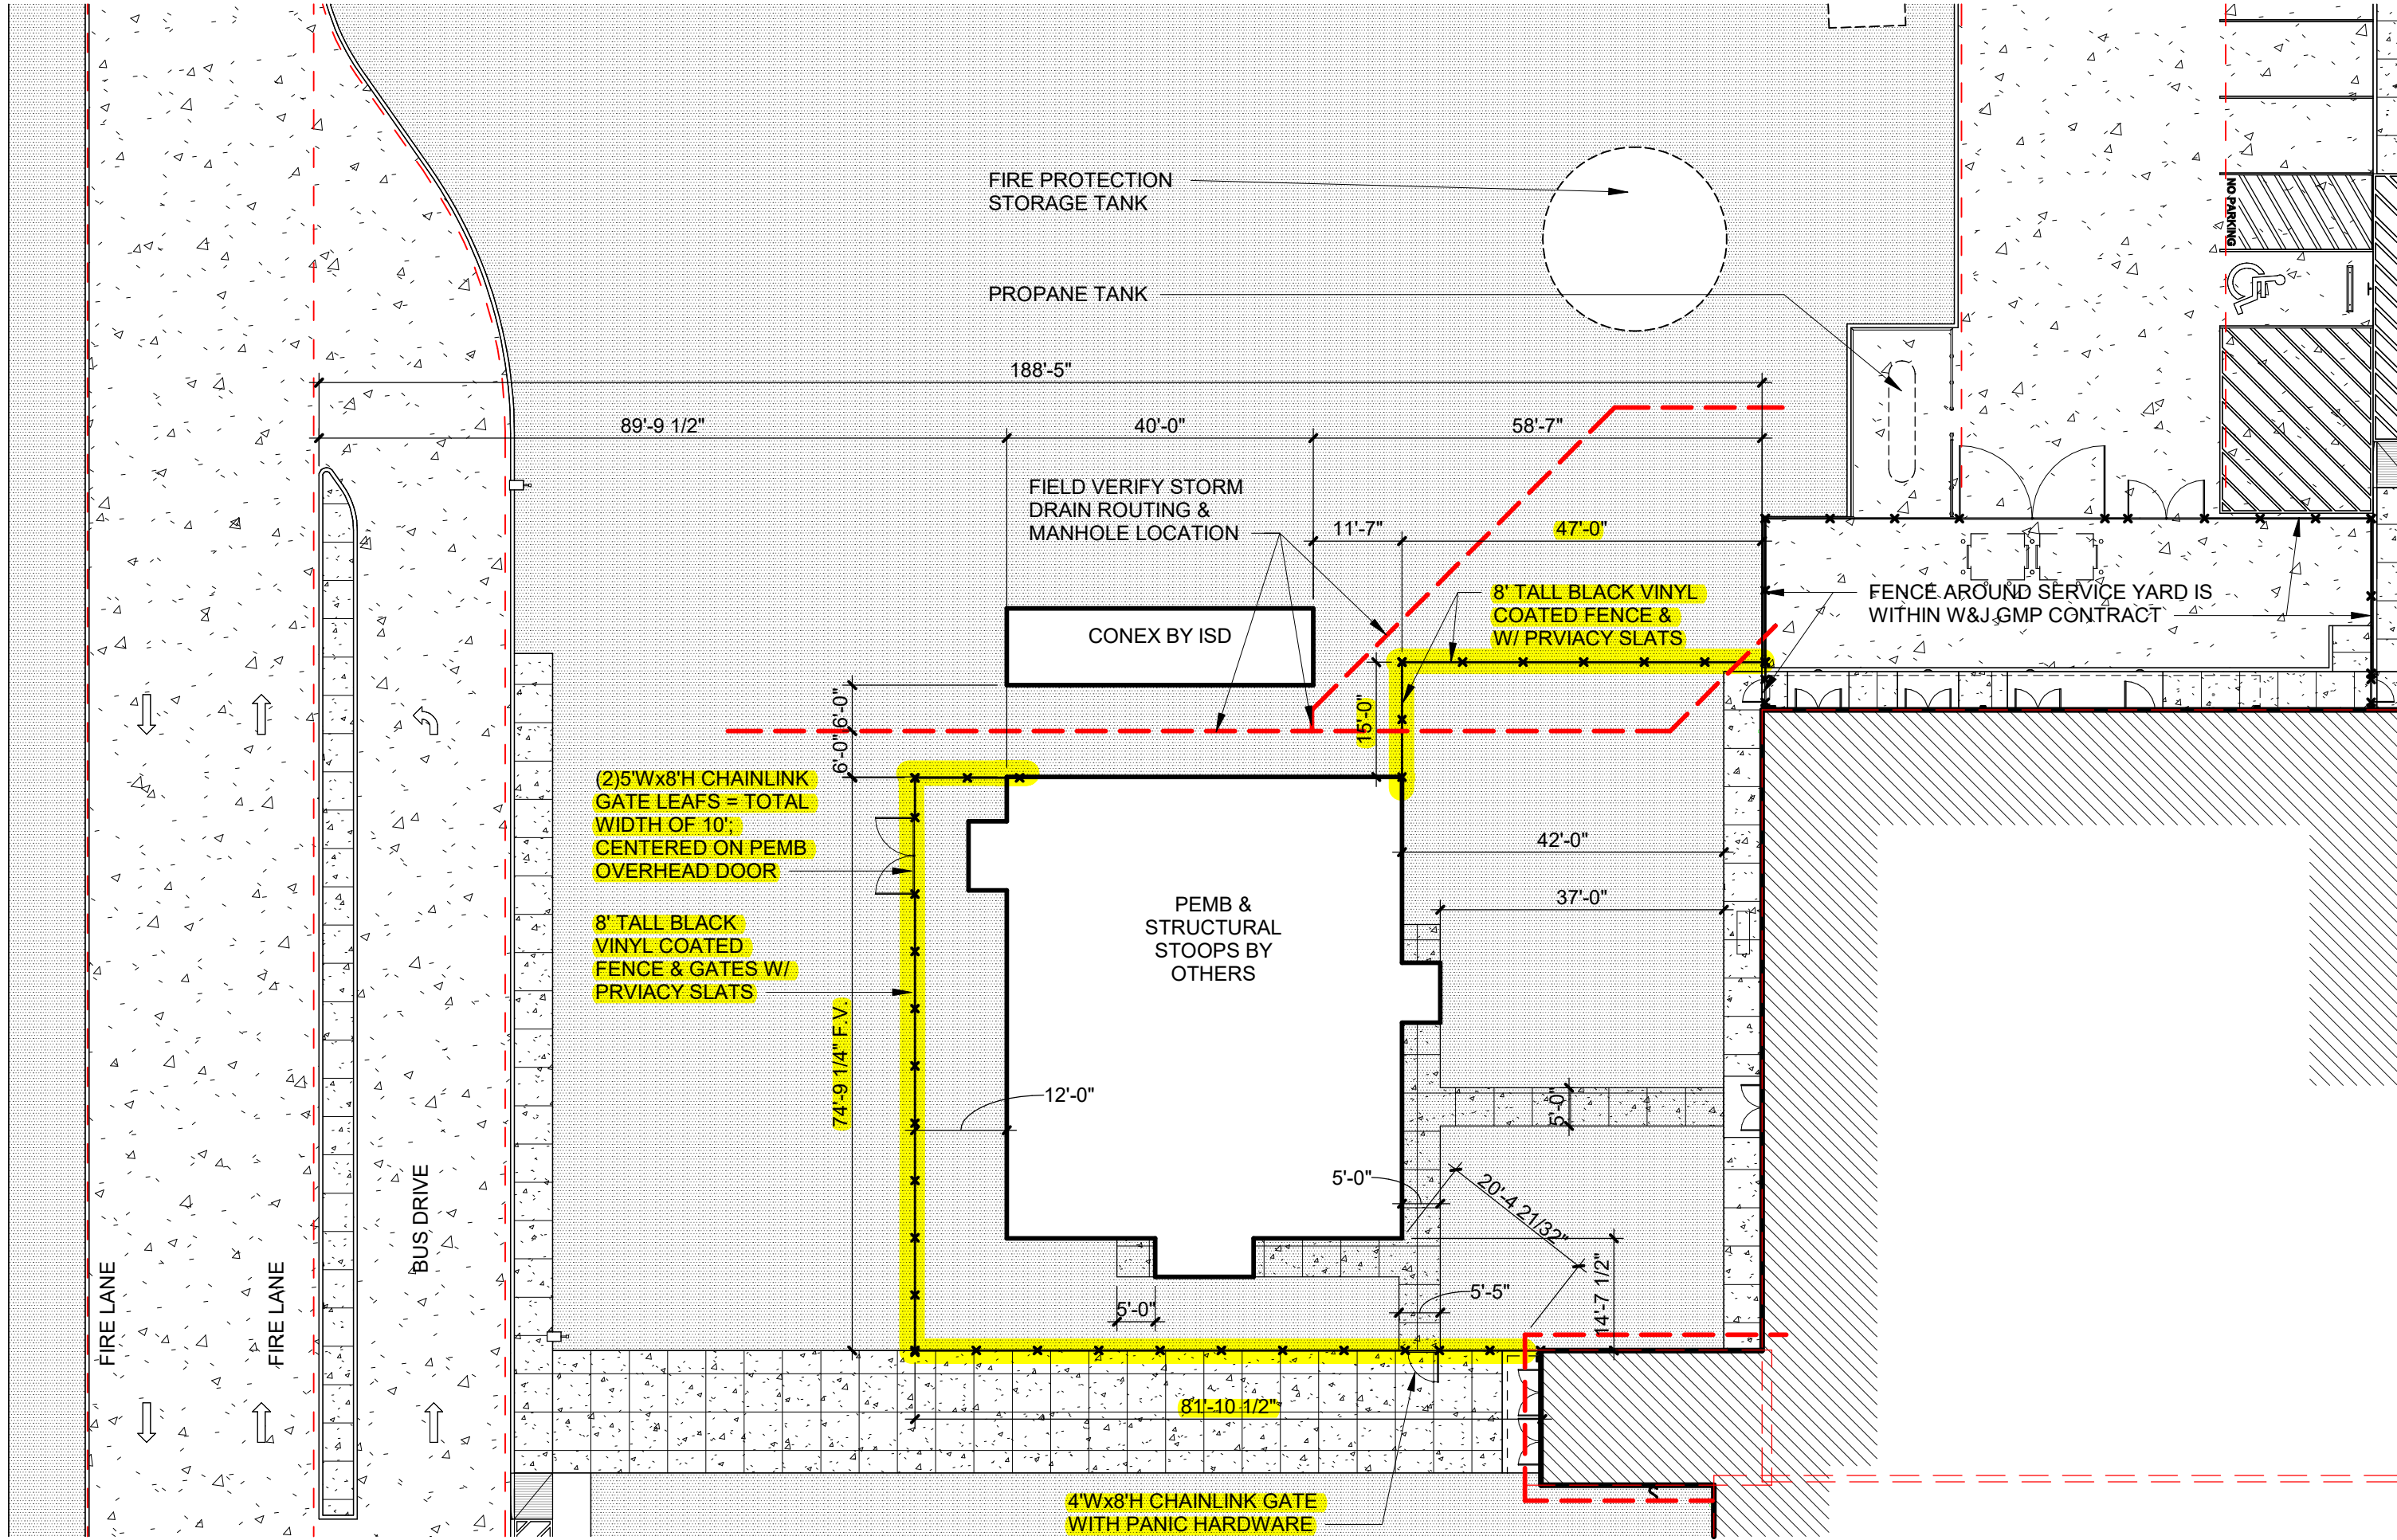 FIRE PROTECTION
STORAGE TANK
NO PARKING
PROPANE TANK
188'-5"
89'-9 1/2"
40'-0"
58'-7"
FIELD VERIFY STORM
DRAIN ROUTING &
MANHOLE LOCATION
11'-7"
47'-0"
8' TALL BLACK VINYL
COATED FENCE &
W/ PRVIACY SLATS
FENCE AROUND SERVICE YARD IS
WITHIN W&J GMP CONTRACT
CONEX BY ISD
6'-0"
6'-0"
15'-0"
(2)5'Wx8'H CHAINLINK
GATE LEAFS = TOTAL
WIDTH OF 10';
CENTERED ON PEMB
OVERHEAD DOOR
42'-0"
37'-0"
PEMB &
STRUCTURAL
STOOPS BY
OTHERS
8' TALL BLACK
VINYL COATED
FENCE & GATES W/
PRVIACY SLATS
74'-9 1/4" F.V.
12'-0"
5'-0"
5'-0"
20'-4 21/32"
BUS DRIVE
FIRE LANE
FIRE LANE
5'-0"
5'-5"
14'-7 1/2"
81'-10 1/2"
4'Wx8'H CHAINLINK GATE
WITH PANIC HARDWARE
S